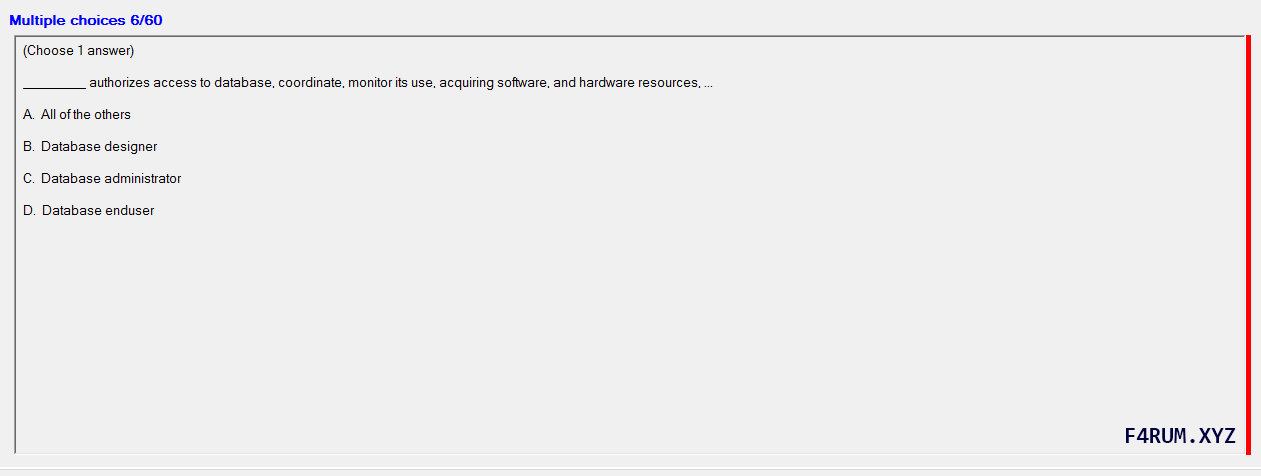 Multiple choices 6/60
(Choose 1 answer)
_________ authorizes access to database, coordinate, monitor its use, acquiring software, and hardware resources, ...
A. All of the others
B. Database designer
C. Database administrator
D. Database enduser
F4RUM.XYZ